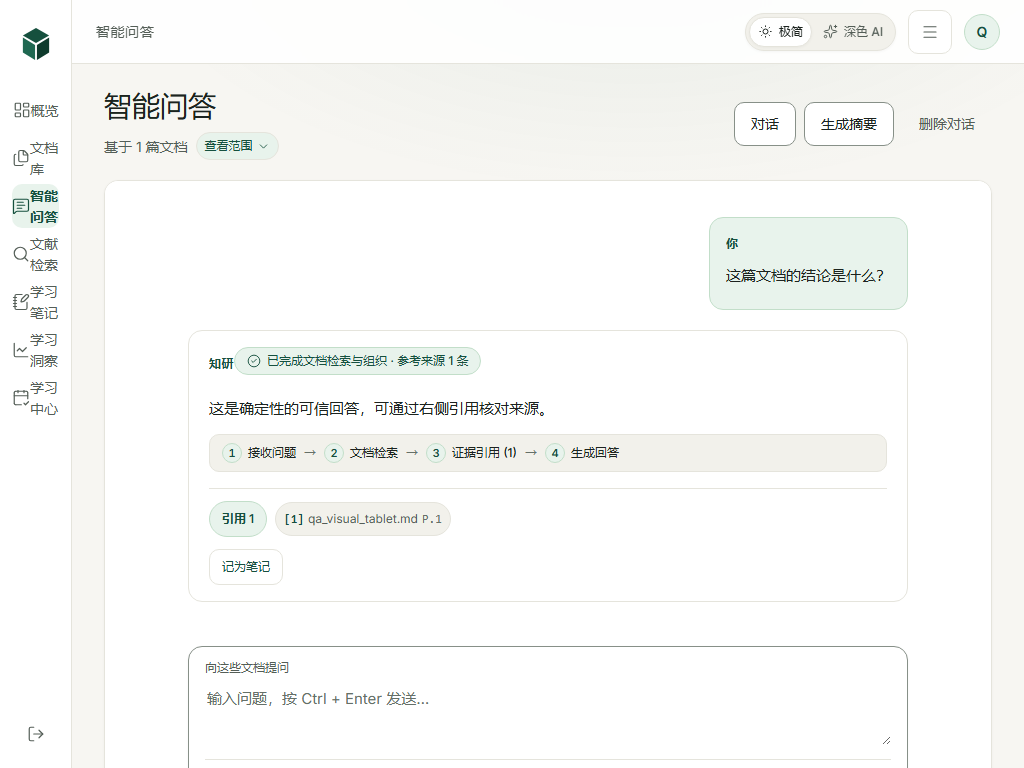 智能问答
极简
深色 AI
Q
概览
文档
库
智能
问答
文献
检索
学习
笔记
学习
洞察
学习
中心
智能问答
基于 1 篇文档
查看范围
对话
生成摘要
删除对话
你
这篇文档的结论是什么？
知研
已完成文档检索与组织 · 参考来源 1 条
这是确定性的可信回答，可通过右侧引用核对来源。
1 接收问题 → 2 文档检索 → 3 证据引用 (1) → 4 生成回答
引用 1
[1] qa_visual_tablet.md P.1
记为笔记
向这些文档提问
输入问题，按 Ctrl + Enter 发送...